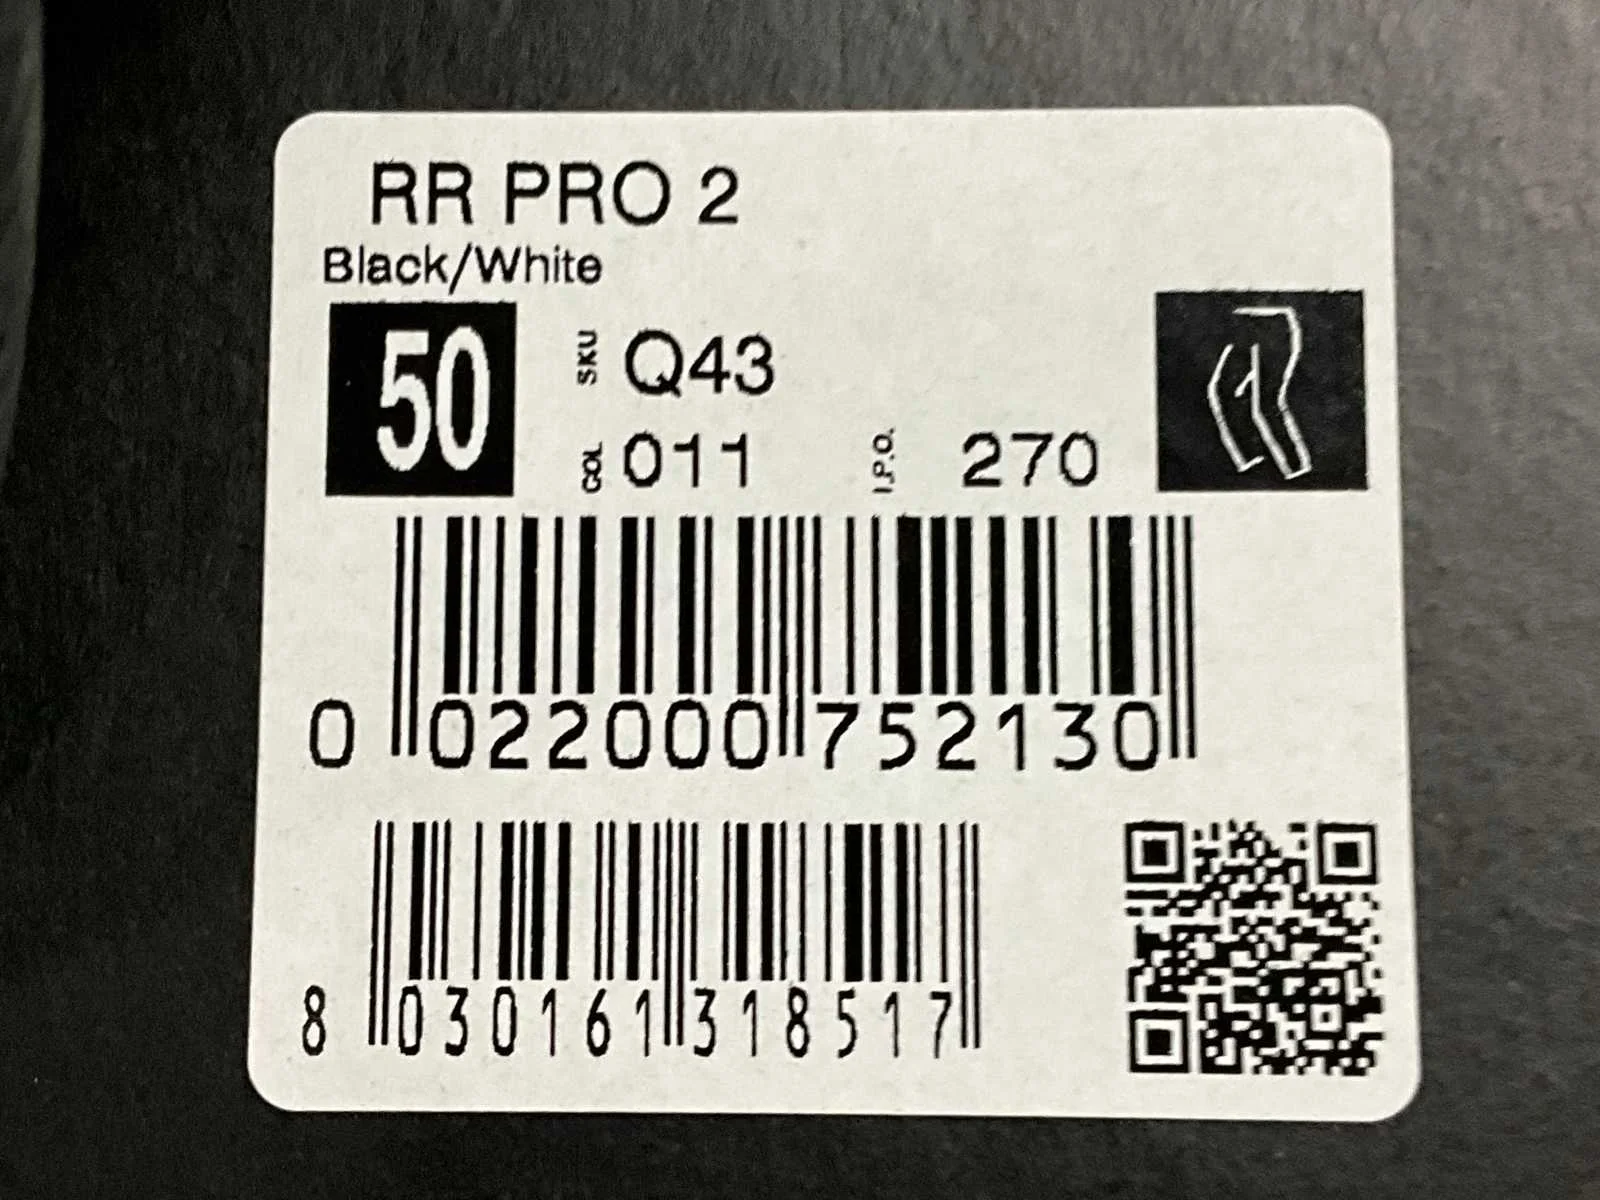 RR PRO 2
Black/White
50 SKU Q43
COL 011 I.P.O. 270
0 022000 752130
8 030161 318517